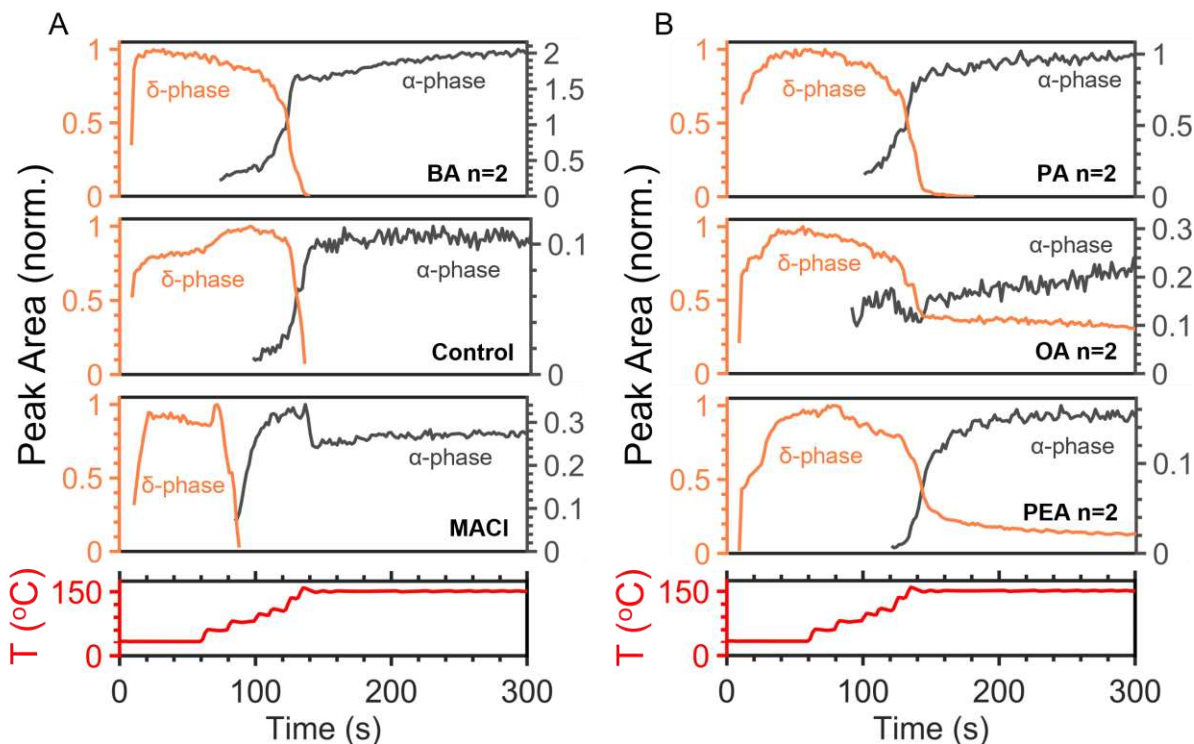 A
B
Peak Area (norm.)
1
0.5
0
δ-phase
α-phase
BA n=2
2
1.5
1
0.5
0
1
0.5
0
δ-phase
α-phase
Control
0.1
0
1
0.5
0
δ-phase
α-phase
MACl
0.3
0.2
0.1
0
T (°C)
150
0
0
100
200
300
Time (s)
Peak Area (norm.)
1
0.5
0
δ-phase
α-phase
PA n=2
1
0.5
0
1
0.5
0
δ-phase
α-phase
OA n=2
0.3
0.2
0.1
0
1
0.5
0
δ-phase
α-phase
PEA n=2
0.1
0
T (°C)
150
0
0
100
200
300
Time (s)